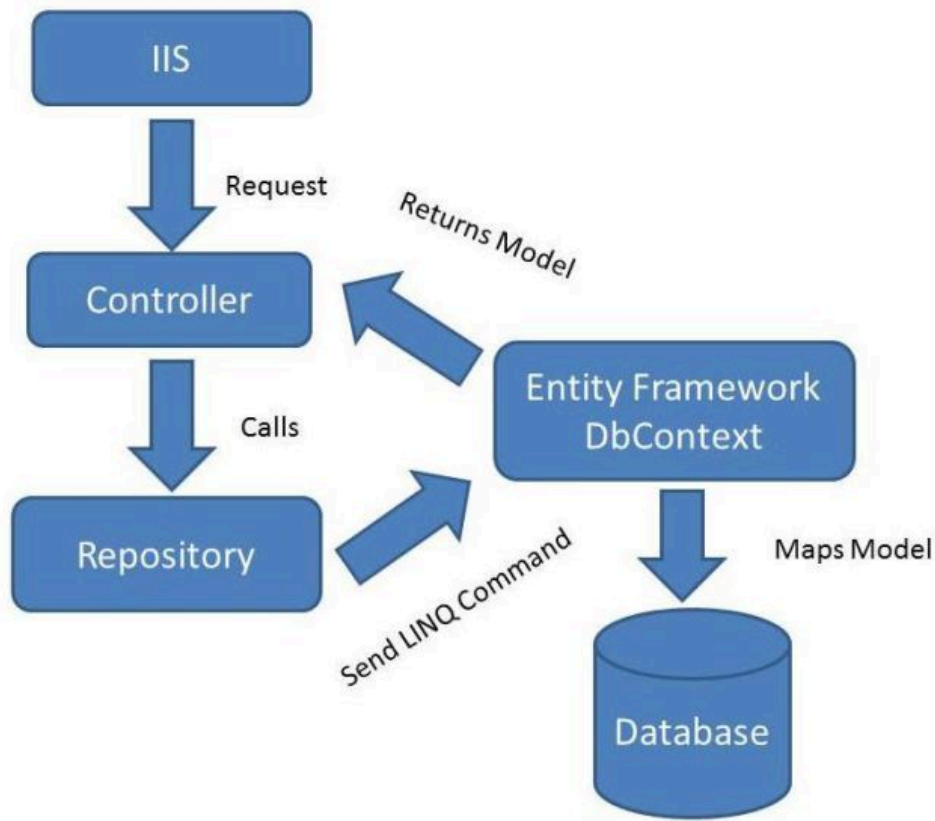 IIS
Request
Returns Model
Controller
Entity Framework
DbContext
Calls
Repository
Send LINQ Command
Maps Model
Database